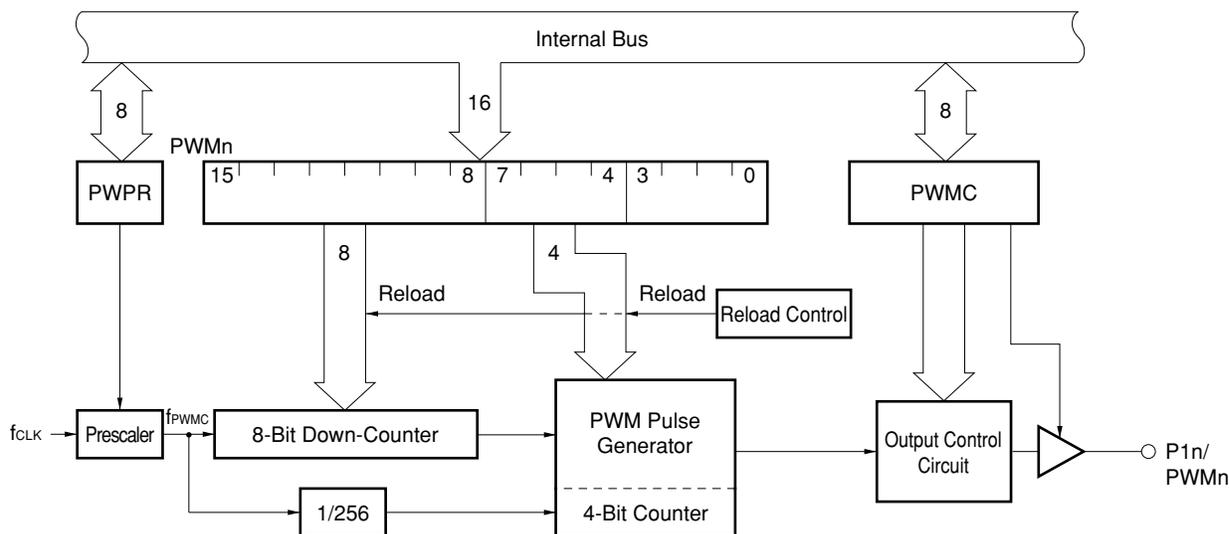 Internal Bus
8
16
8
PWMn
PWPR
15 8 7 4 3 0
PWMC
8
4
Reload
Reload
Reload Control
fCLK
Prescaler
fPWMC
8-Bit Down-Counter
PWM Pulse
Generator
Output Control
Circuit
P1n/
PWMn
1/256
4-Bit Counter